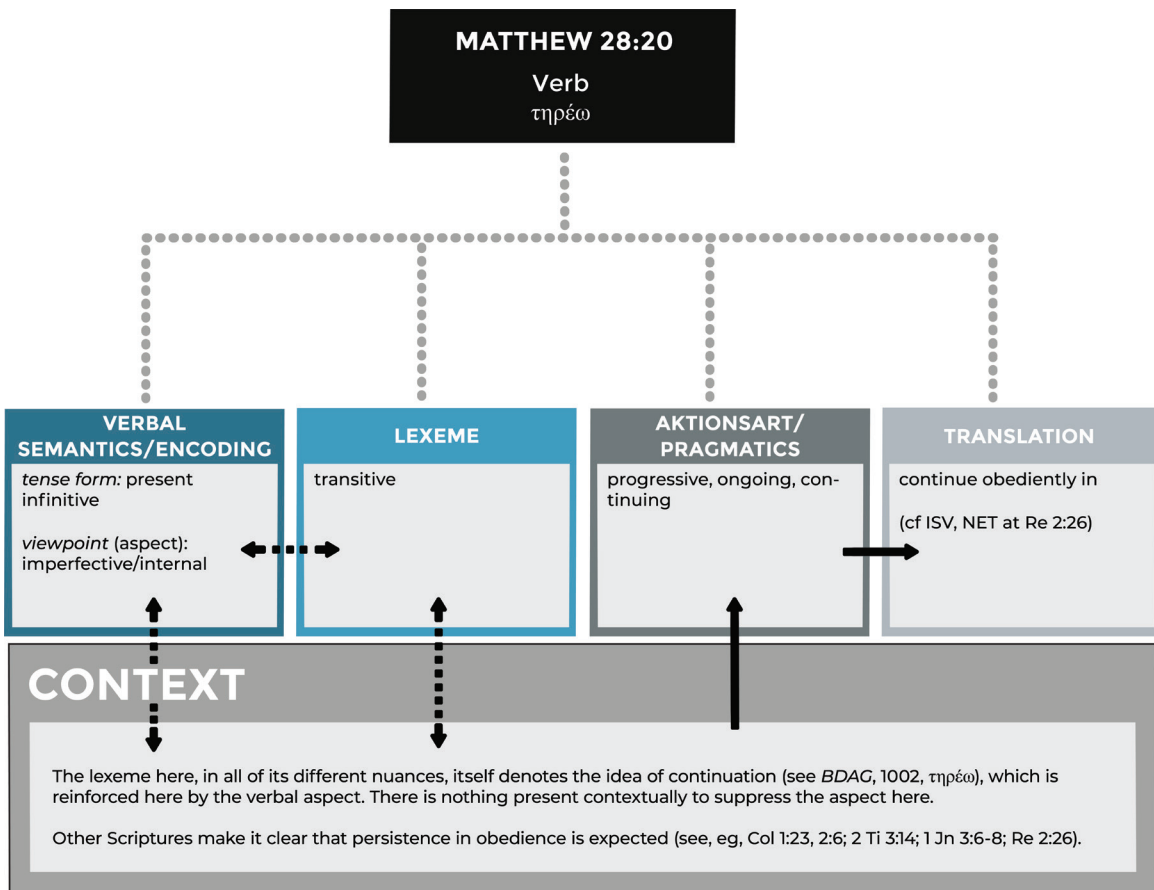 MATTHEW 28:20
Verb
τηρέω
VERBAL
SEMANTICS/ENCODING
tense form: present
infinitive
viewpoint (aspect):
imperfective/internal
LEXEME
transitive
AKTIONSART/
PRAGMATICS
progressive, ongoing, con-
tinuing
TRANSLATION
continue obediently in
(cf ISV, NET at Re 2:26)
CONTEXT
The lexeme here, in all of its different nuances, itself denotes the idea of continuation (see BDAG, 1002, τηρέω), which is
reinforced here by the verbal aspect. There is nothing present contextually to suppress the aspect here.
Other Scriptures make it clear that persistence in obedience is expected (see, eg, Col 1:23, 2:6; 2 Ti 3:14; 1 Jn 3:6-8; Re 2:26).